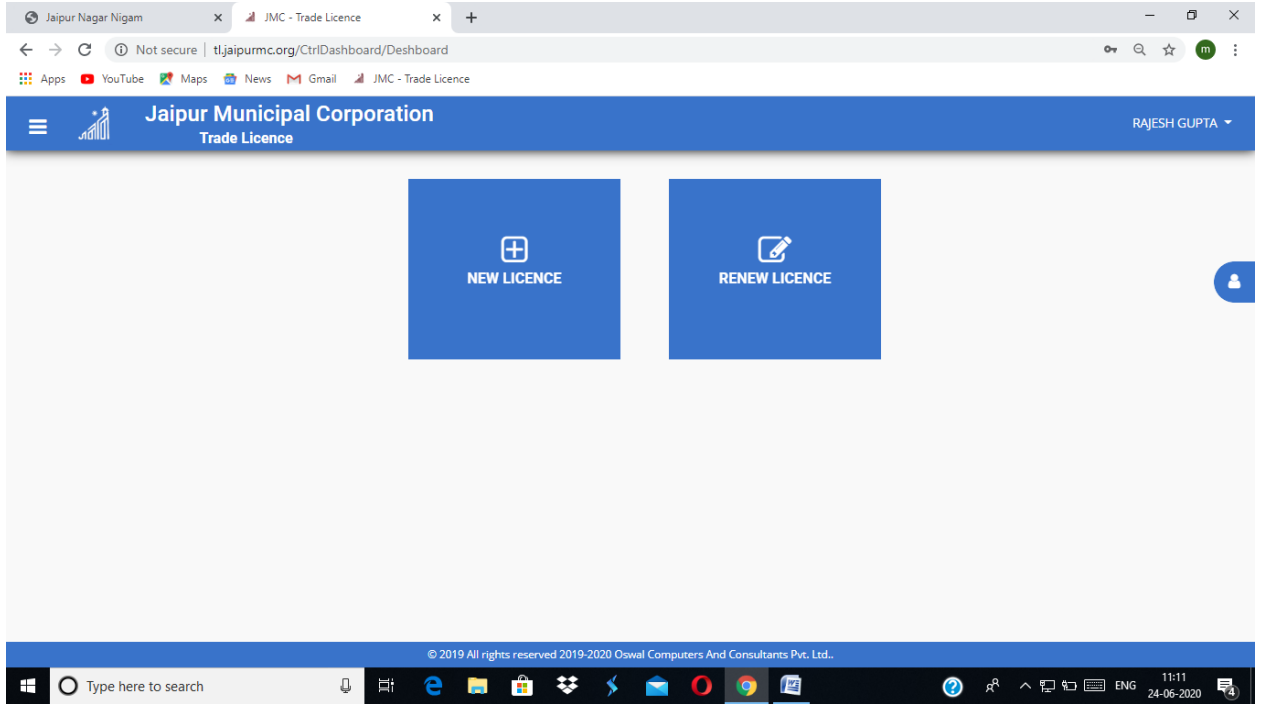 Jaipur Nagar Nigam JMC - Trade Licence
Not secure | tl.jaipurmc.org/CtrlDashboard/Deshboard m
Apps YouTube Maps News Gmail JMC - Trade Licence
Jaipur Municipal Corporation
Trade Licence
RAJESH GUPTA
NEW LICENCE
RENEW LICENCE
© 2019 All rights reserved 2019-2020 Oswal Computers And Consultants Pvt. Ltd..
Type here to search
ENG
11:11
24-06-2020
4